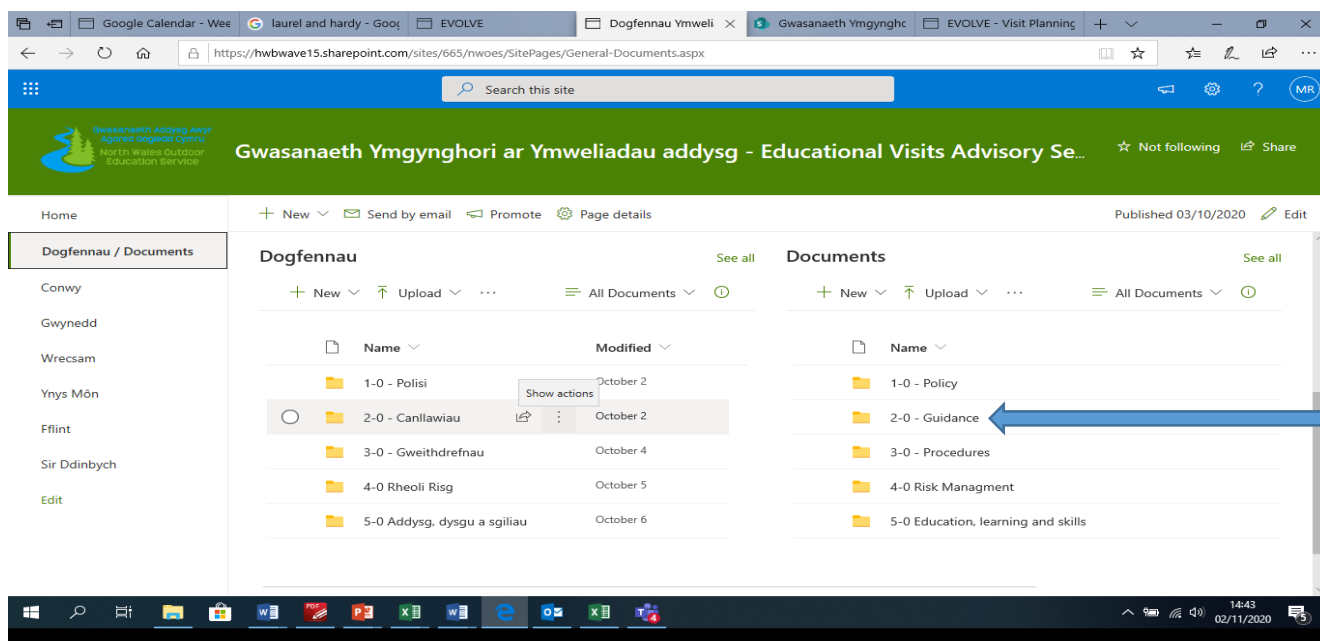 Google Calendar - Wee
laurel and hardy - Goog
EVOLVE
Dogfennau Ymweli
Gwasanaeth Ymgynghc
EVOLVE - Visit Planning
https://hwbwave15.sharepoint.com/sites/665/nwoes/SitePages/General-Documents.aspx
Search this site
MR
Gwasanaeth Addysg Awyr
Agored Gogledd Cymru
North Wales Outdoor
Education Service
Gwasanaeth Ymgynghori ar Ymweliadau addysg - Educational Visits Advisory Se...
Not following
Share
Home
Dogfennau / Documents
Conwy
Gwynedd
Wrecsam
Ynys Môn
Fflint
Sir Ddinbych
Edit
New
Send by email
Promote
Page details
Published 03/10/2020
Edit
Dogfennau
See all
New
Upload
All Documents
Name
Modified
1-0 - Polisi
October 2
Show actions
2-0 - Canllawiau
October 2
3-0 - Gweithdrefnau
October 4
4-0 Rheoli Risg
October 5
5-0 Addysg, dysgu a sgiliau
October 6
Documents
See all
New
Upload
All Documents
Name
1-0 - Policy
2-0 - Guidance
3-0 - Procedures
4-0 Risk Managment
5-0 Education, learning and skills
14:43
02/11/2020